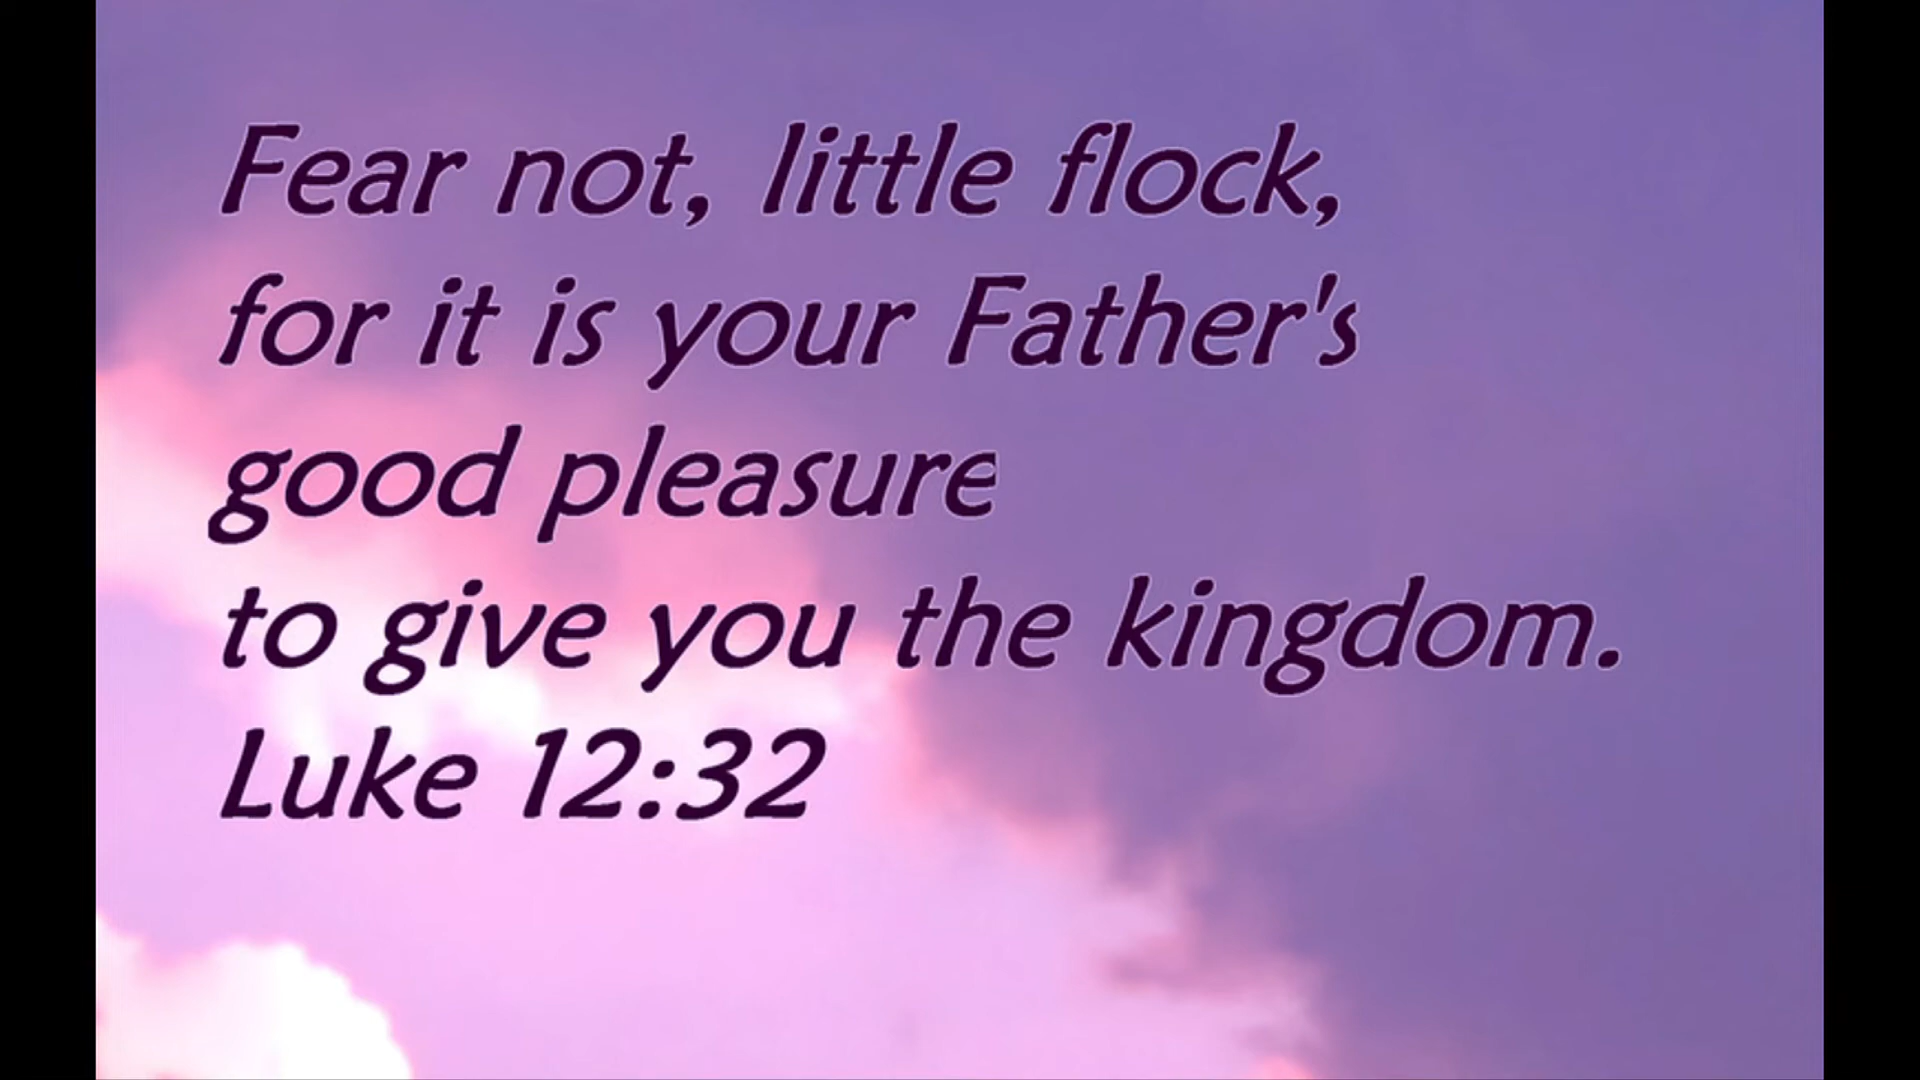 Fear not, little flock,
for it is your Father's
good pleasure
to give you the kingdom.
Luke 12:32